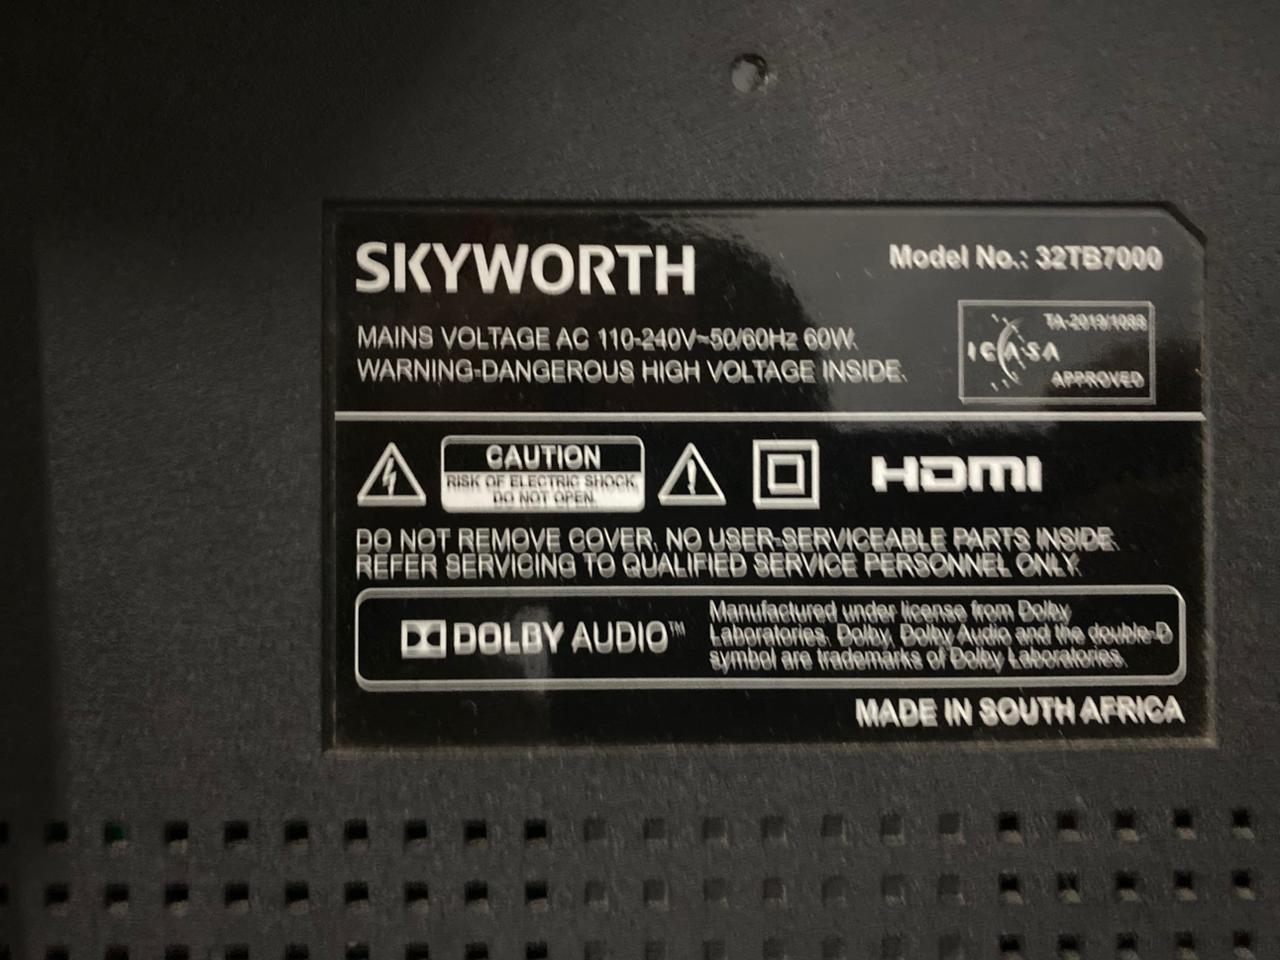 SKYWORTH
Model No.: 32TB7000
MAINS VOLTAGE AC 110-240V~50/60Hz 60W.
WARNING-DANGEROUS HIGH VOLTAGE INSIDE.
TA-2019/1088
ICASA
APPROVED
CAUTION
RISK OF ELECTRIC SHOCK,
DO NOT OPEN.
HDMI
DO NOT REMOVE COVER. NO USER-SERVICEABLE PARTS INSIDE.
REFER SERVICING TO QUALIFIED SERVICE PERSONNEL ONLY.
DOLBY AUDIO™
Manufactured under license from Dolby
Laboratories. Dolby, Dolby Audio and the double-D
symbol are trademarks of Dolby Laboratories.
MADE IN SOUTH AFRICA